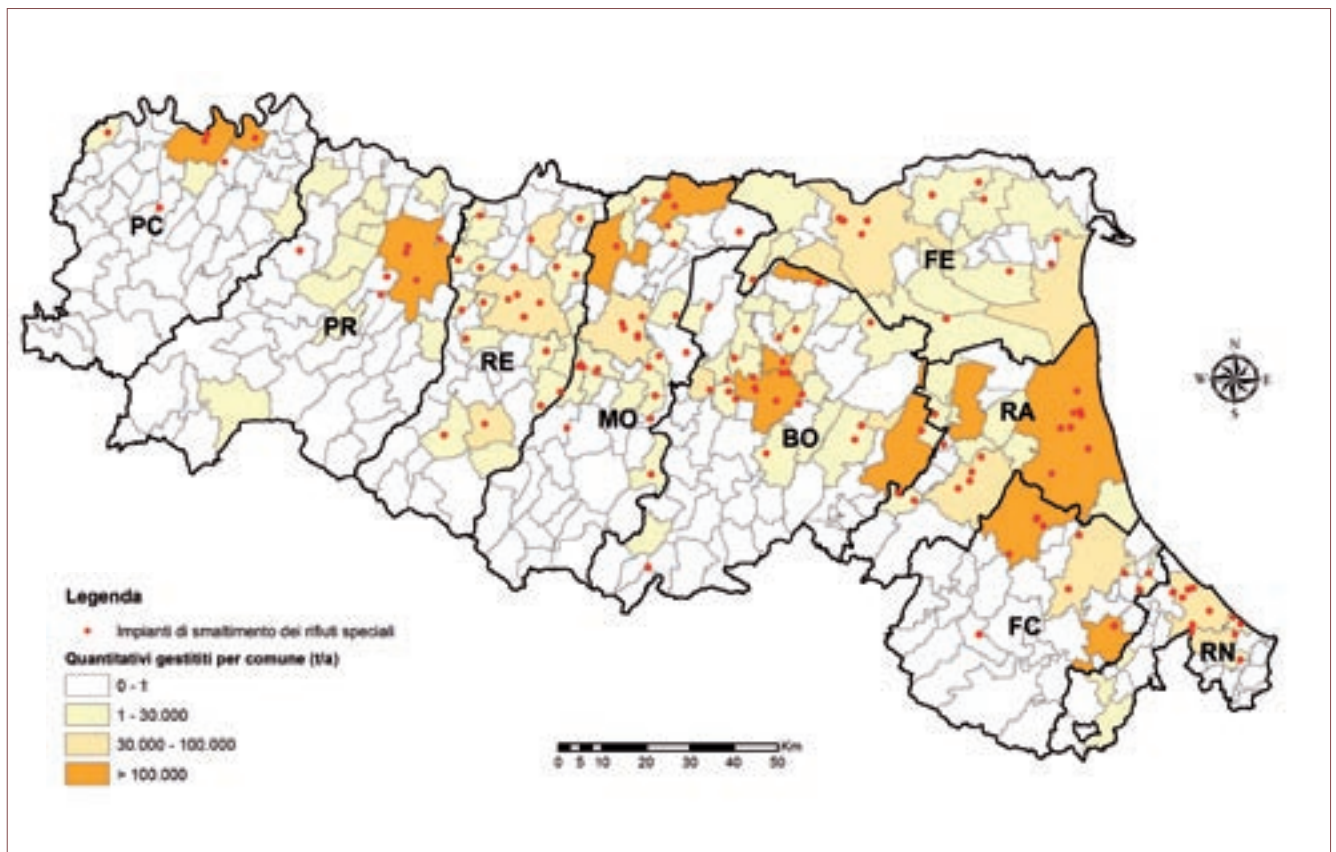 PC
PR
RE
MO
BO
FE
RA
FC
RN
N
W E
S
Legenda
Impianti di smaltimento dei rifiuti speciali
Quantitativi gestititi per comune (t/a)
0 - 1
1 - 30.000
30.000 - 100.000
> 100.000
Km
0 5 10 20 30 40 50